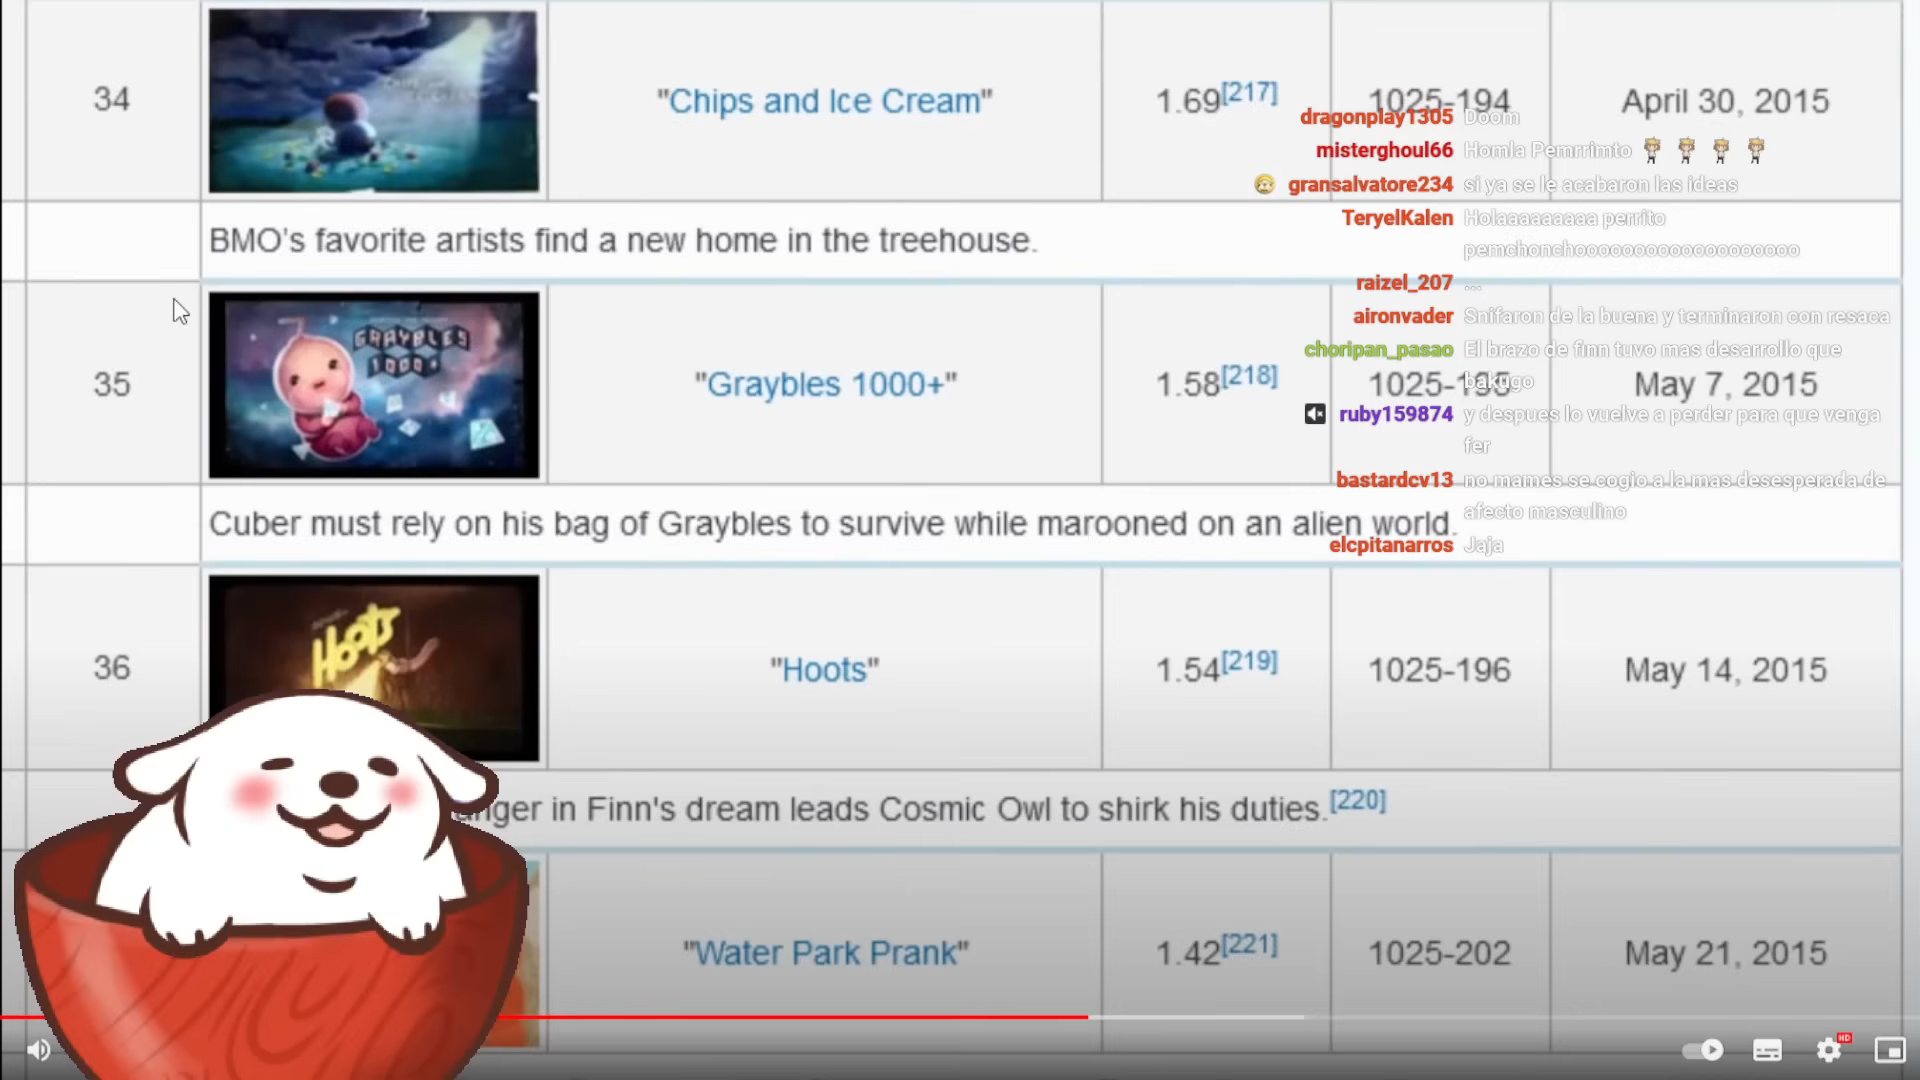 34
"Chips and Ice Cream"
1.69[217]
1025-194
April 30, 2015
BMO's favorite artists find a new home in the treehouse.
35
GRAYBLES
1000+
"Graybles 1000+"
1.58[218]
1025-195
May 7, 2015
Cuber must rely on his bag of Graybles to survive while marooned on an alien world.
36
Hoots
"Hoots"
1.54[219]
1025-196
May 14, 2015
in Finn's dream leads Cosmic Owl to shirk his duties.[220]
"Water Park Prank"
1.42[221]
1025-202
May 21, 2015
dragonplay1305 Doom
misterghoul66 Homla Pemrrimto
gransalvatore234 si ya se le acabaron las ideas
TeryelKalen Holaaaaaaaaa perrito
pemchonchooooooooooooooooooo
raizel_207 ...
aironvader Snifaron de la buena y terminaron con resaca
choripan_pasao El brazo de finn tuvo mas desarrollo que
bakugo
ruby159874 y despues lo vuelve a perder para que venga
fer
bastardcv13 no mames se cogio a la mas desesperada de
afecto masculino
elcpitanarros Jaja
HD